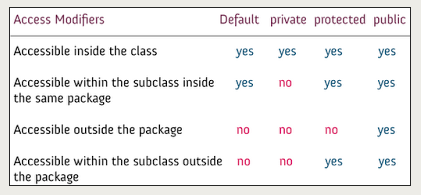 Access Modifiers Default private protected public
Accessible inside the class yes yes yes yes
Accessible within the subclass inside yes no yes yes
the same package
Accessible outside the package no no no yes
Accessible within the subclass outside no no yes yes
the package